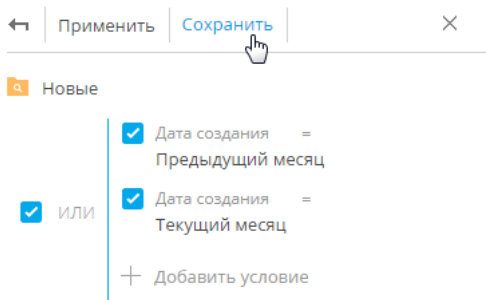 Применить Сохранить
Новые
Дата создания =
Предыдущий месяц
Дата создания =
ИЛИ
Текущий месяц
Добавить условие